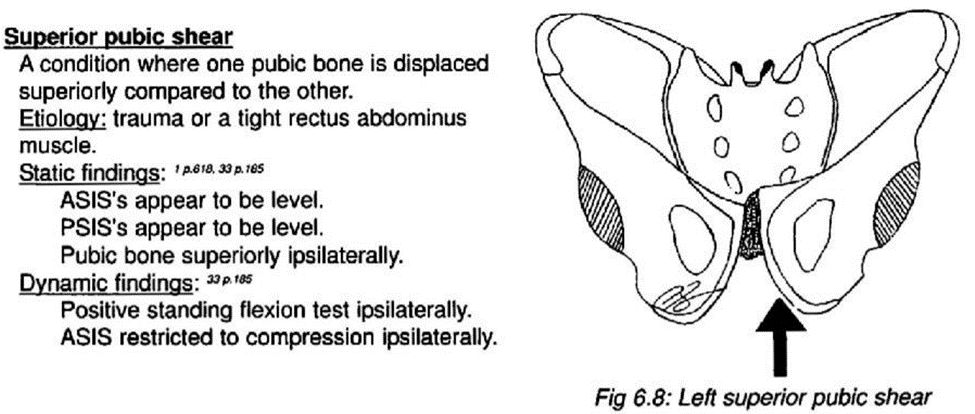 Superior pubic shear
A condition where one pubic bone is displaced
superiorly compared to the other.
Etiology: trauma or a tight rectus abdominus
muscle.
Static findings: 1 p.618, 33 p.185
ASIS's appear to be level.
PSIS's appear to be level.
Pubic bone superiorly ipsilaterally.
Dynamic findings: 33 p.185
Positive standing flexion test ipsilaterally.
ASIS restricted to compression ipsilaterally.
Fig 6.8: Left superior pubic shear